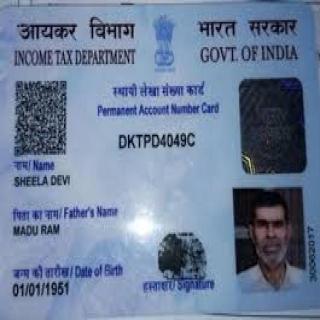 आयकर विभाग
INCOME TAX DEPARTMENT
भारत सरकार
GOVT. OF INDIA
स्थायी लेखा संख्या कार्ड
Permanent Account Number Card
DKTPD4049C
नाम/ Name
SHEELA DEVI
पिता का नाम/ Father's Name
MADU RAM
जन्म की तारीख/ Date of Birth
01/01/1951
हस्ताक्षर/ Signature
30062017